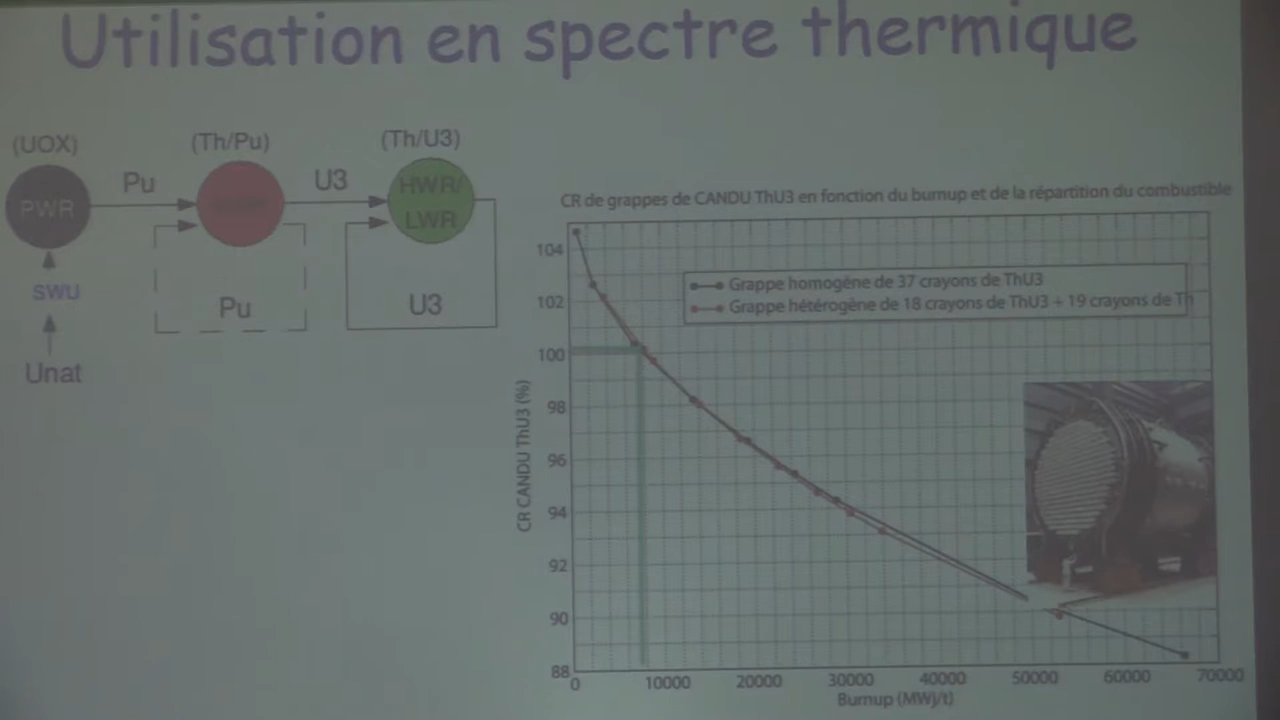 Utilisation en spectre thermique
(UOX)
(Th/Pu)
(Th/U3)
Pu
U3
PWR
HWR/
LWR
SWU
Pu
U3
Unat
CR de grappes de CANDU ThU3 en fonction du burnup et de la répartition du combustible
Grappe homogène de 37 crayons de ThU3
Grappe hétérogène de 18 crayons de ThU3 + 19 crayons de Th
CR CANDU ThU3 (%)
104
102
100
98
96
94
92
90
88
0 10000 20000 30000 40000 50000 60000 70000
Burnup (MWj/t)